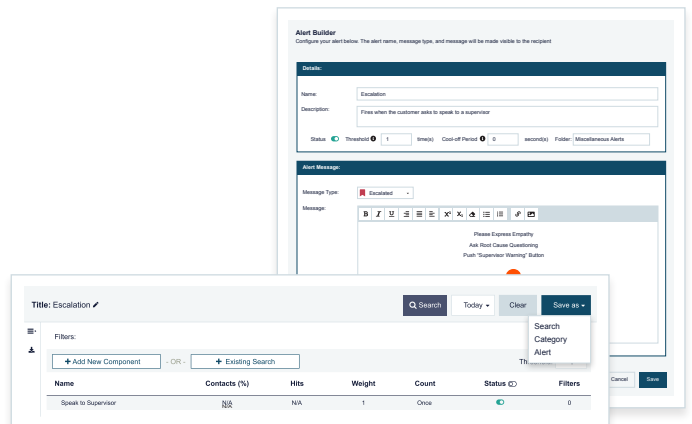 Alert Builder
Configure your alert below. The alert name, message type, and message will be made visible to the recipient
Details:
Name: Escalation
Description: Fires when the customer asks to speak to a supervisor
Status Threshold 1 time(s) Cool-off Period 0 second(s) Folder: Miscellaneous Alerts
Alert Message:
Message Type: Escalated
Message:
B I U X² X₁
Please Express Empathy
Ask Root Cause Questioning
Push "Supervisor Warning" Button
Cancel Save
Title: Escalation
Search Today Clear Save as
Search
Category
Alert
Filters:
+ Add New Component - OR - + Existing Search
Name Contacts (%) Hits Weight Count Status Filters
Speak to Supervisor N/A N/A 1 Once 0
N/A